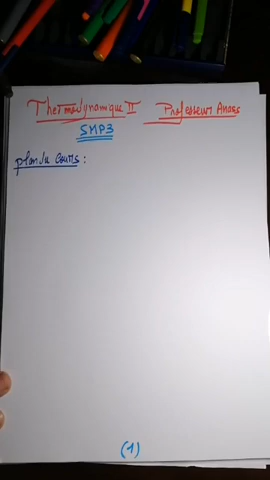 Thermodynamique II Professeur Anass
SMP3
plan du cours :
(1)